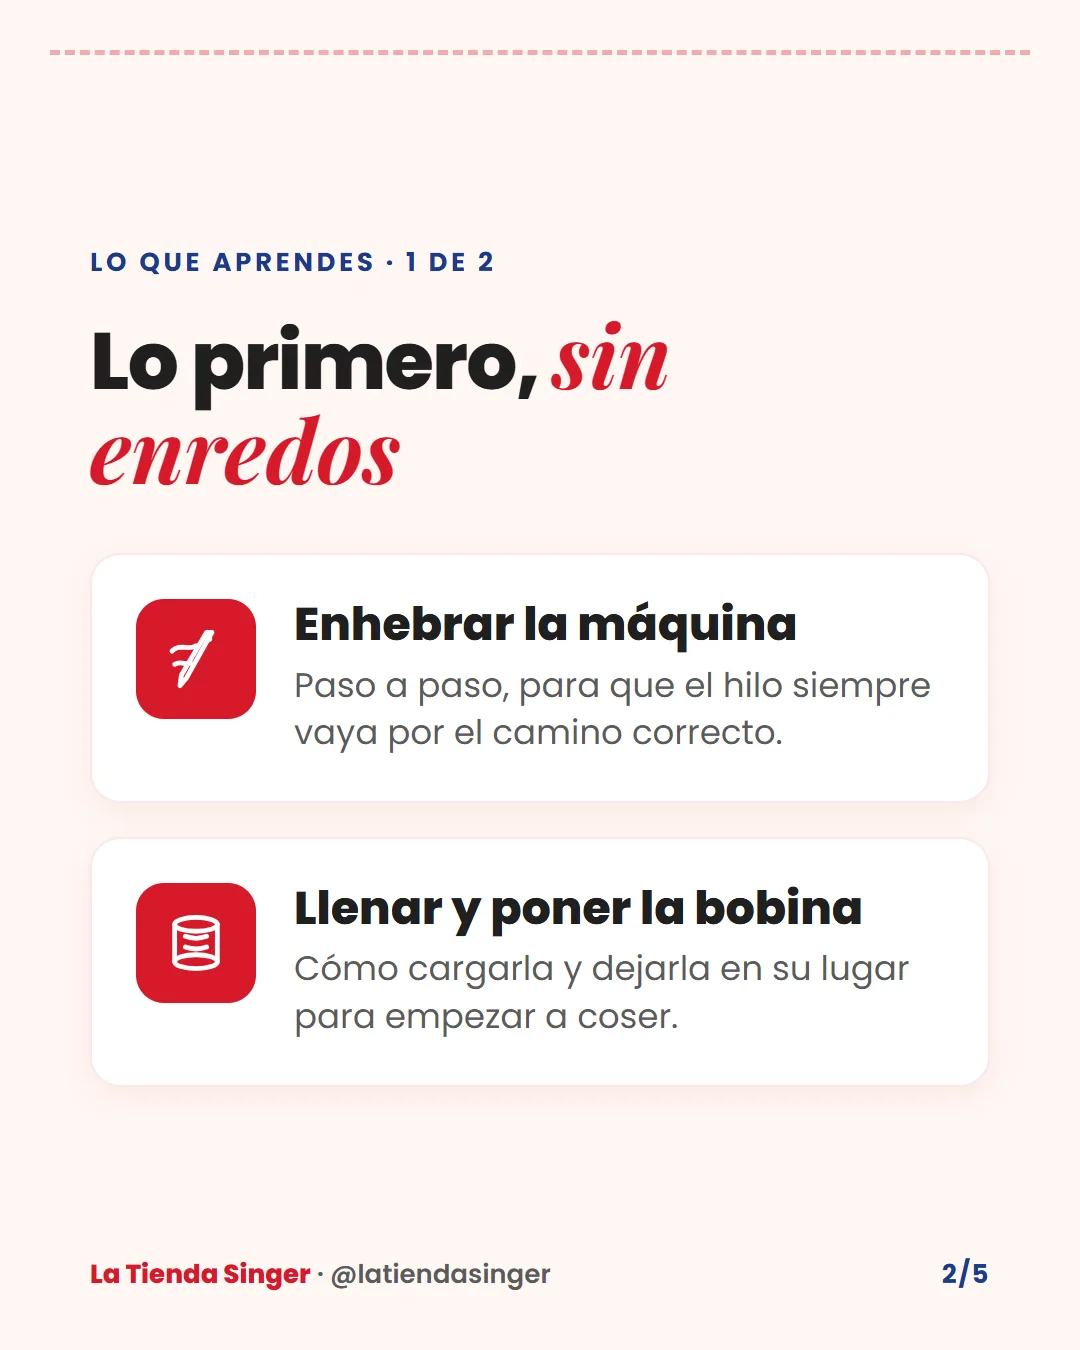 LO QUE APRENDES · 1 DE 2
Lo primero, sin
enredos
Enhebrar la máquina
Paso a paso, para que el hilo siempre
vaya por el camino correcto.
Llenar y poner la bobina
Cómo cargarla y dejarla en su lugar
para empezar a coser.
La Tienda Singer · @latiendasinger
2/5